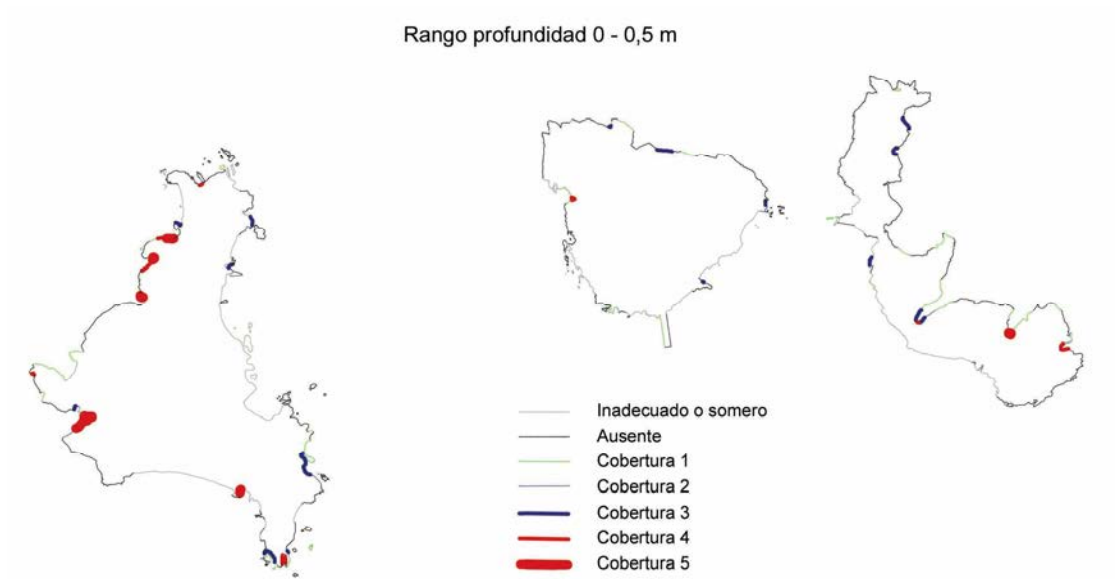 Rango profundidad 0 - 0,5 m
Inadecuado o somero
Ausente
Cobertura 1
Cobertura 2
Cobertura 3
Cobertura 4
Cobertura 5